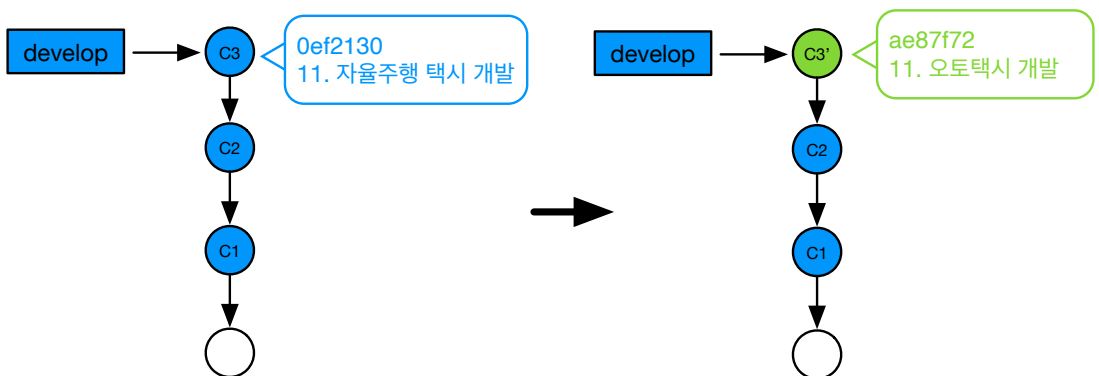 develop
C3
0ef2130
11. 자율주행 택시 개발
C2
C1
develop
C3’
ae87f72
11. 오토택시 개발
C2
C1